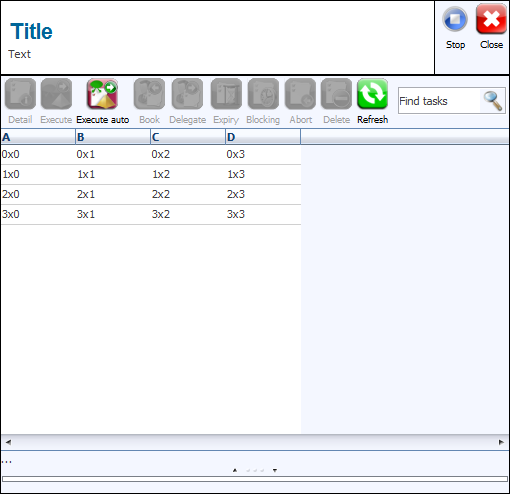 Title
Text
Stop Close
Detail Execute Execute auto Book Delegate Expiry Blocking Abort Delete Refresh
Find tasks
A B C D
0x0 0x1 0x2 0x3
1x0 1x1 1x2 1x3
2x0 2x1 2x2 2x3
3x0 3x1 3x2 3x3
...